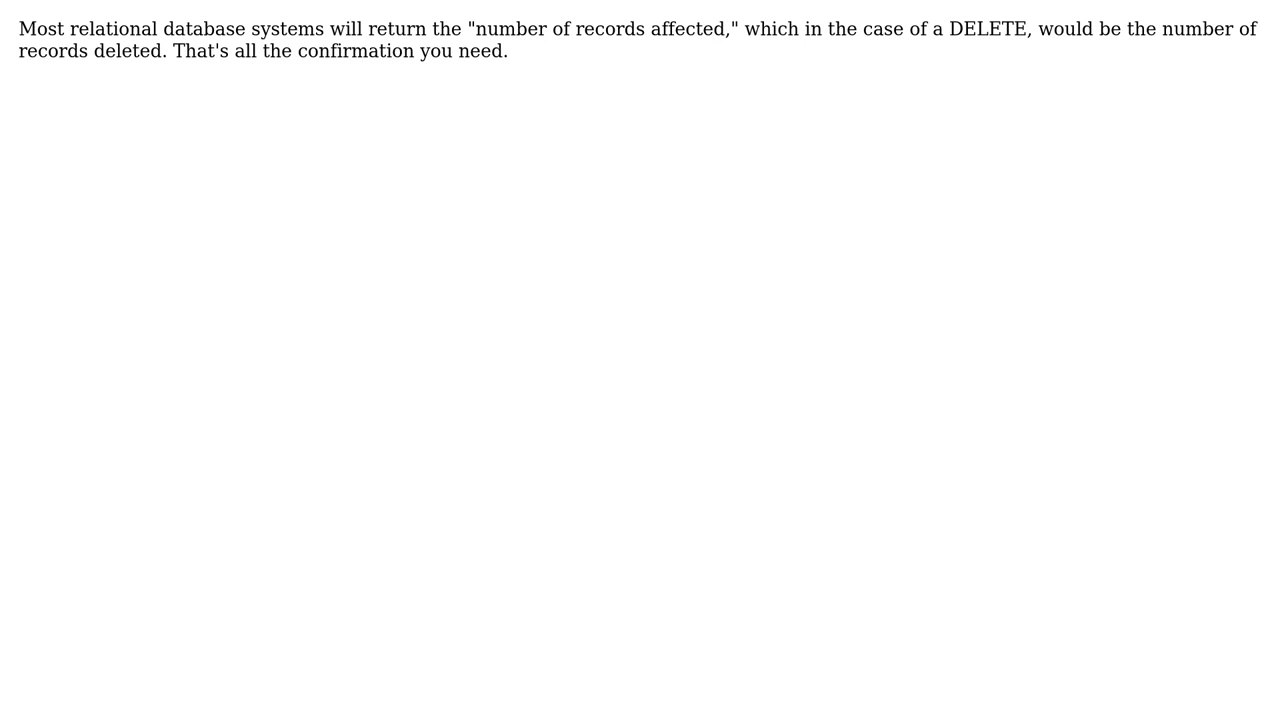 Most relational database systems will return the "number of records affected," which in the case of a DELETE, would be the number of
records deleted. That's all the confirmation you need.